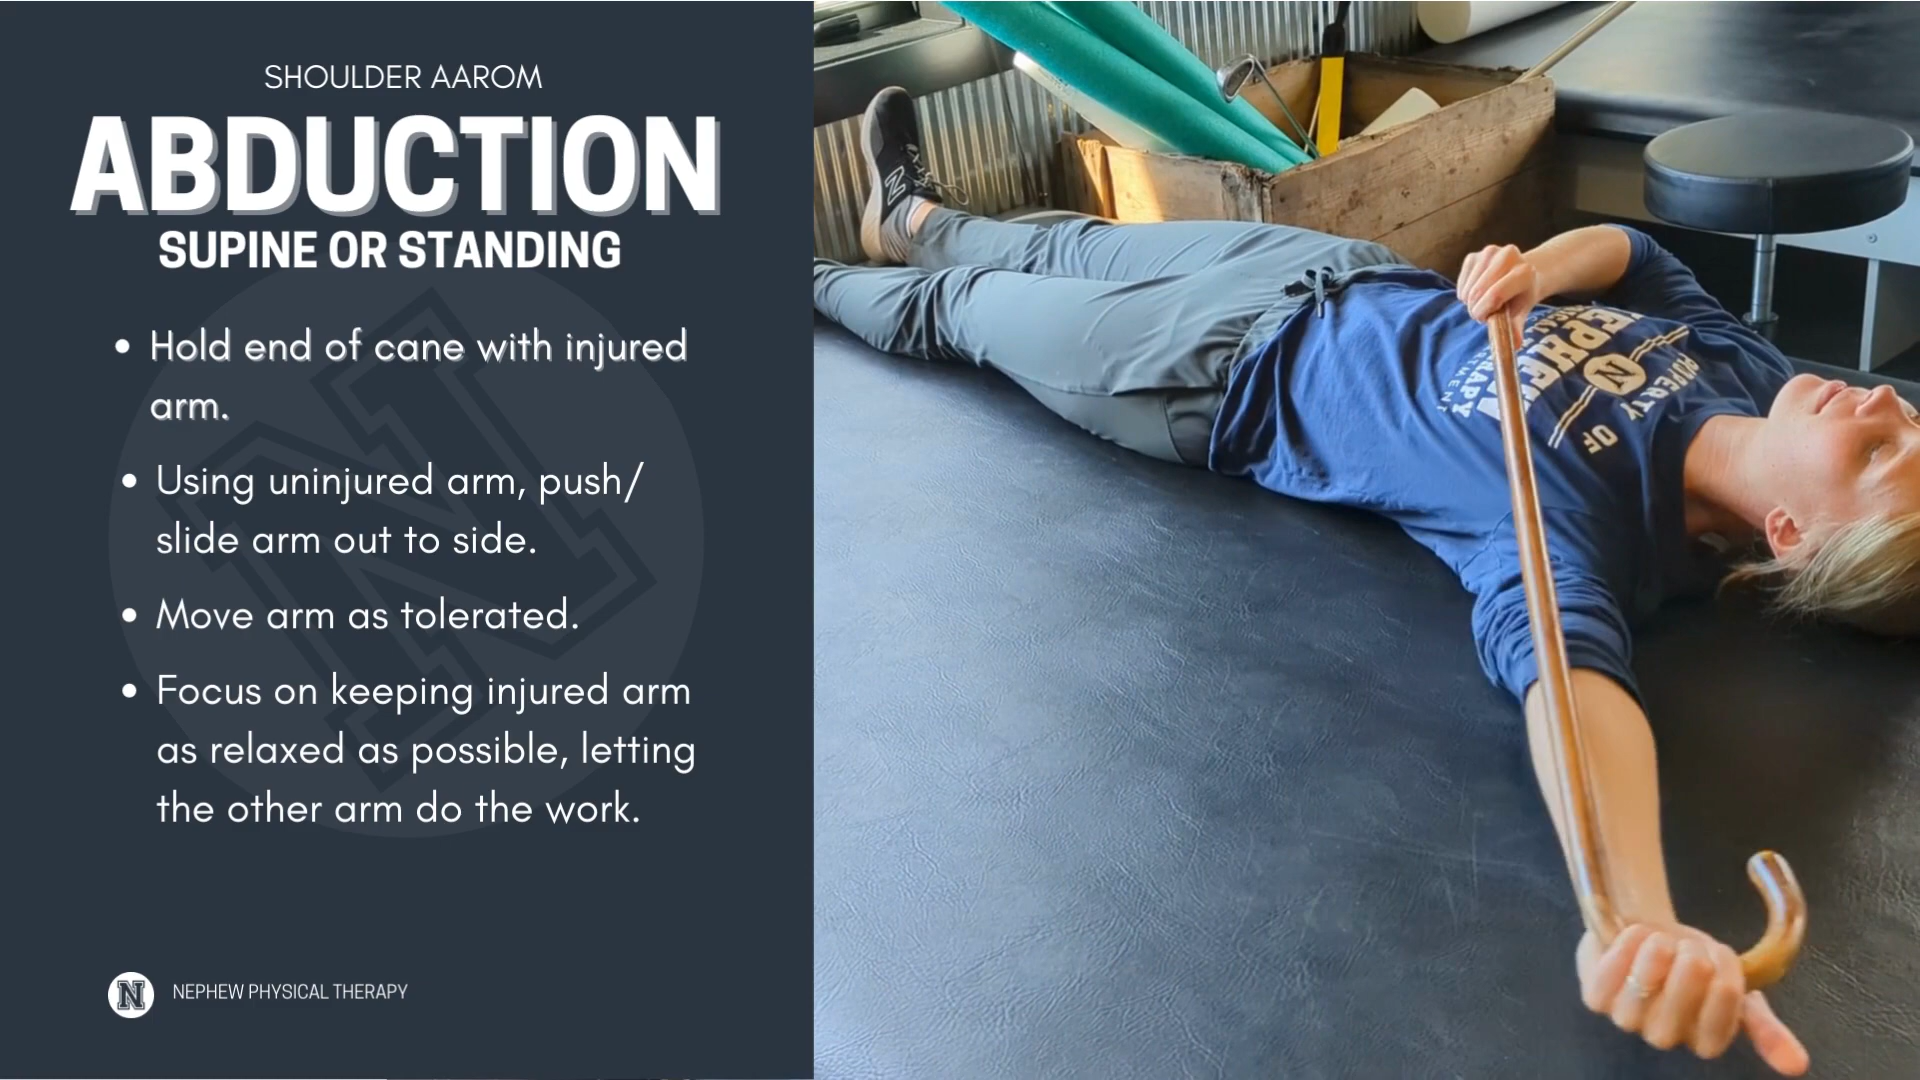 SHOULDER AAROM
ABDUCTION
SUPINE OR STANDING
• Hold end of cane with injured
arm.
• Using uninjured arm, push/
slide arm out to side.
• Move arm as tolerated.
• Focus on keeping injured arm
as relaxed as possible, letting
the other arm do the work.
N
NEPHEW PHYSICAL THERAPY
PROPERTY OF
N
N